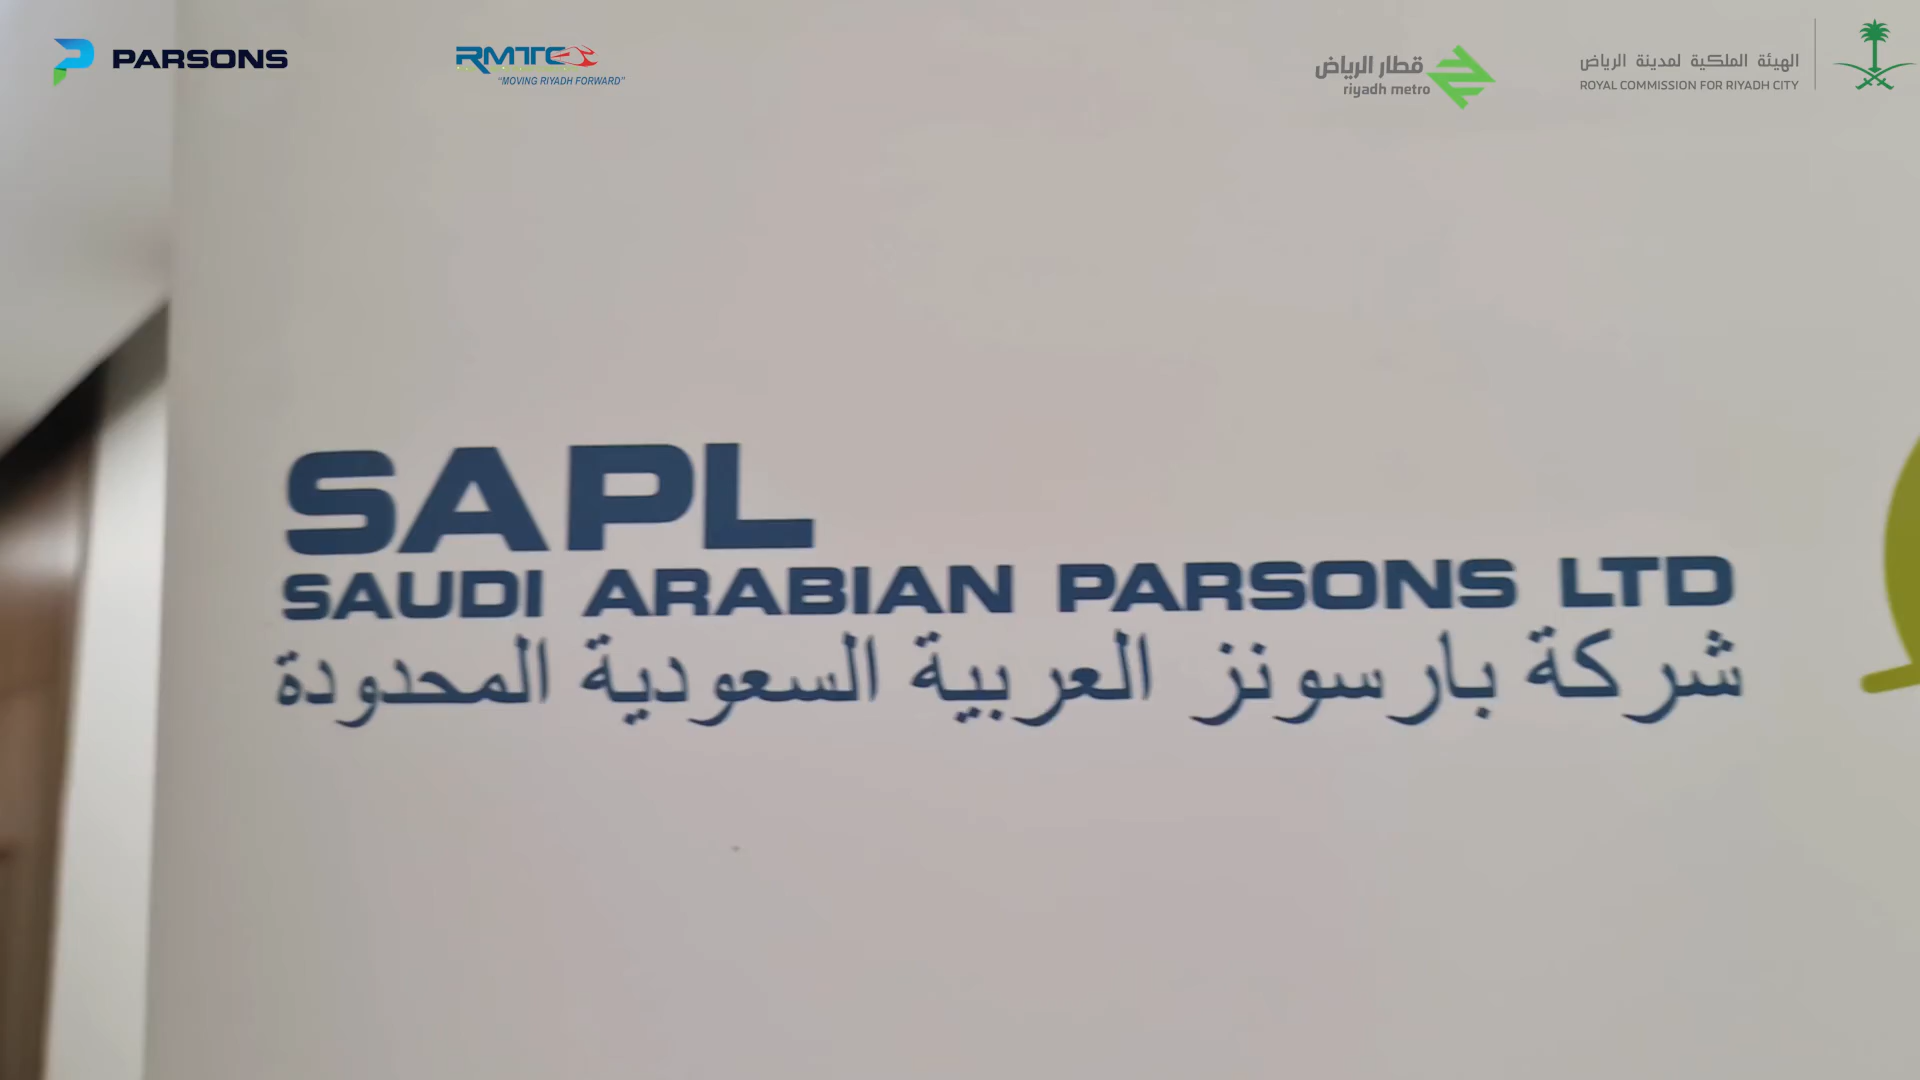 PARSONS
RMTC
"MOVING RIYADH FORWARD"
قطار الرياض
riyadh metro
الهيئة الملكية لمدينة الرياض
ROYAL COMMISSION FOR RIYADH CITY
SAPL
SAUDI ARABIAN PARSONS LTD
شركة بارسونز العربية السعودية المحدودة